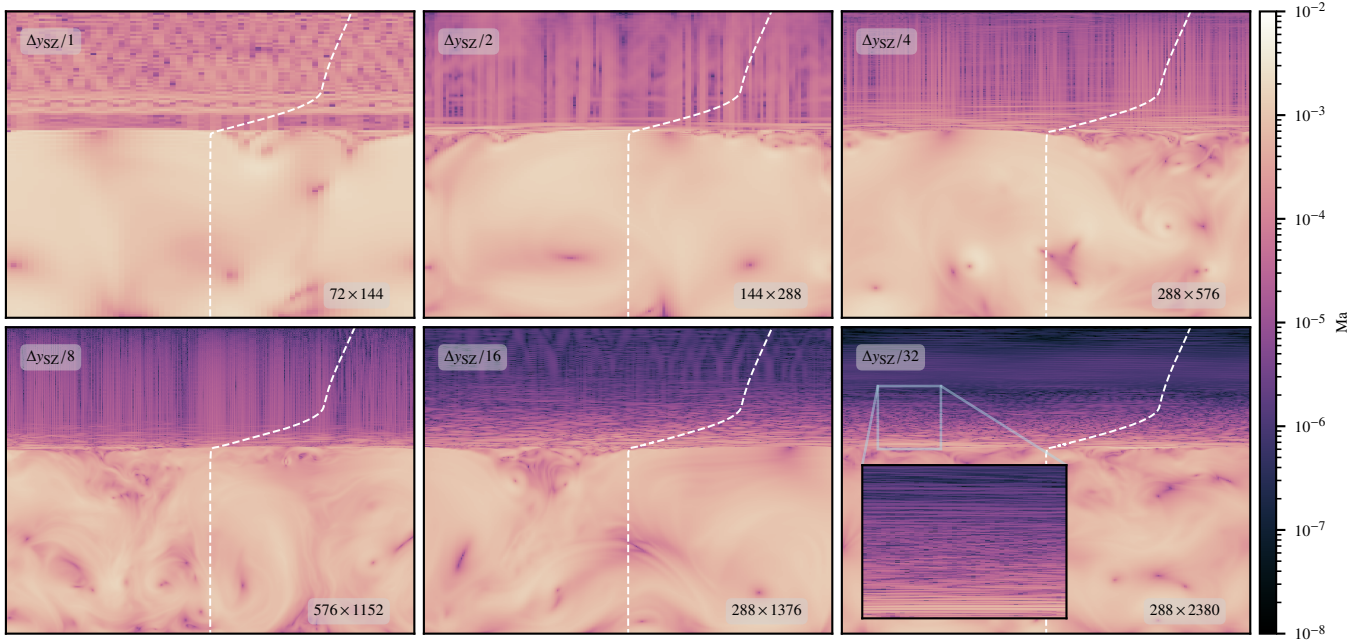 Δy_SZ/1
Δy_SZ/2
Δy_SZ/4
72×144
144×288
288×576
Δy_SZ/8
Δy_SZ/16
Δy_SZ/32
576×1152
288×1376
288×2380
10⁻²
10⁻³
10⁻⁴
10⁻⁵
10⁻⁶
10⁻⁷
10⁻⁸
Ma